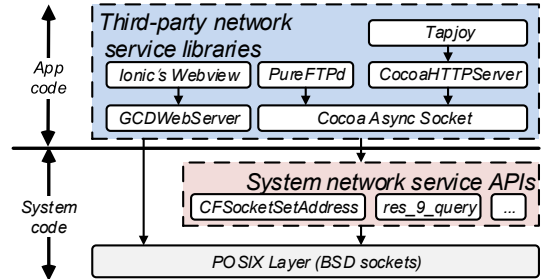 Third-party network
service libraries
Tapjoy
App
code
Ionic's Webview
PureFTPd
CocoaHTTPServer
GCDWebServer
Cocoa Async Socket
System network service APIs
System
code
CFSocketSetAddress
res_9_query
...
POSIX Layer (BSD sockets)